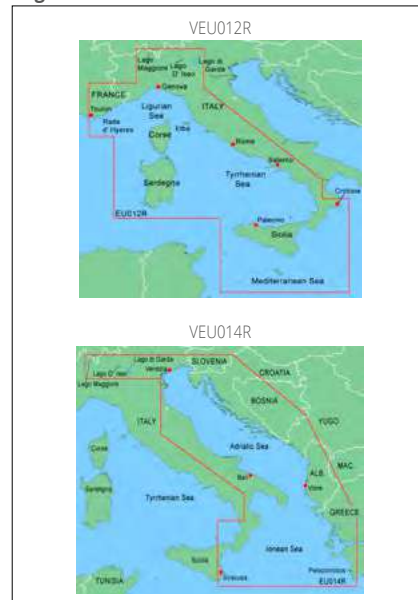 VEU012R
Lago
Maggiore
Lago
D' Iseo
Lago di
Garda
FRANCE
Genova
Toulon
Rade
d' Hyeres
Ligurian
Sea
ITALY
Corse
Elba
Rome
Salerno
Sardegna
Tyrrhenian
Sea
Crotone
EU012R
Palermo
Sicilia
Mediterranean Sea
VEU014R
Lago di Garda
Venezia
SLOVENIA
CROATIA
Lago D' Iseo
Lago Maggiore
BOSNIA
ITALY
YUGO
Adriatic Sea
Corse
MAC.
ALB.
Bari
Vlore
Sardegna
Tyrrhenian Sea
GREECE
Sicilia
Ionean Sea
Siracusa
EU014R
TUNISIA